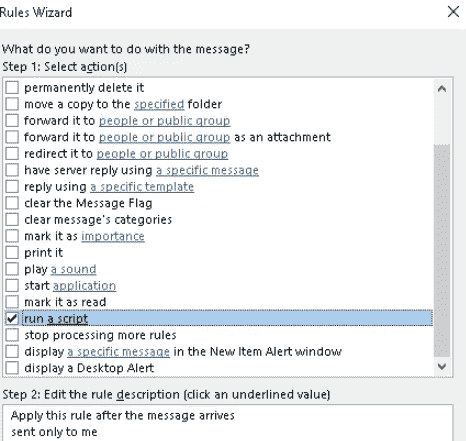 Rules Wizard
What do you want to do with the message?
Step 1: Select action(s)
permanently delete it
move a copy to the specified folder
forward it to people or public group
forward it to people or public group as an attachment
redirect it to people or public group
have server reply using a specific message
reply using a specific template
clear the Message Flag
clear message's categories
mark it as importance
print it
play a sound
start application
mark it as read
run a script
stop processing more rules
display a specific message in the New Item Alert window
display a Desktop Alert
Step 2: Edit the rule description (click an underlined value)
Apply this rule after the message arrives
sent only to me